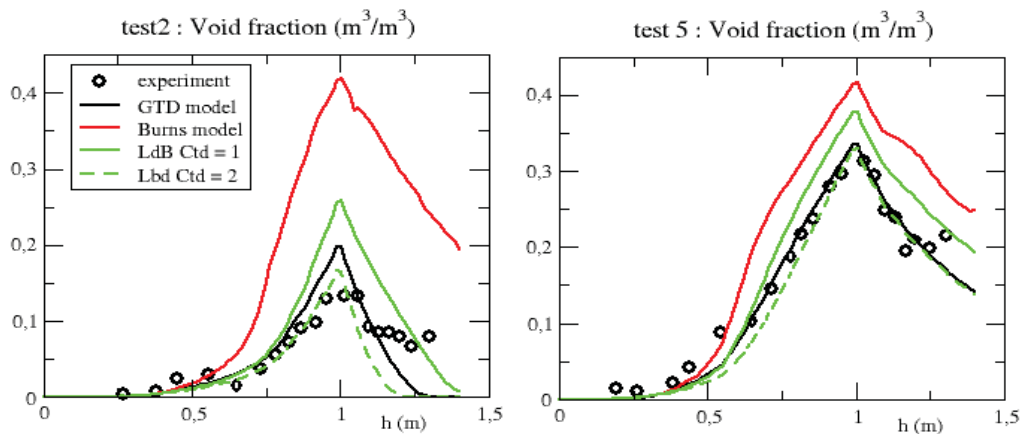 test2 : Void fraction (m³/m³)
0,4
0,3
0,2
0,1
0
experiment
GTD model
Burns model
LdB Ctd = 1
Lbd Ctd = 2
0
0,5
1
1,5
h (m)
test 5 : Void fraction (m³/m³)
0,4
0,3
0,2
0,1
0
0
0,5
1
1,5
h (m)